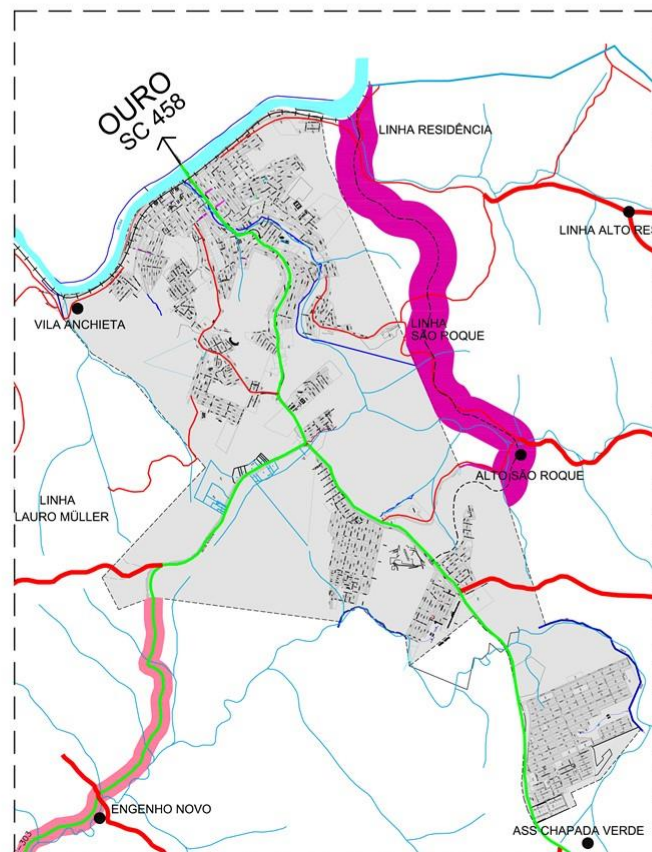 OURO
SC 458
LINHA RESIDÊNCIA
LINHA ALTO RES
VILA ANCHIETA
LINHA
SÃO ROQUE
ALTO SÃO ROQUE
LINHA
LAURO MÜLLER
ENGENHO NOVO
303
ASS CHAPADA VERDE